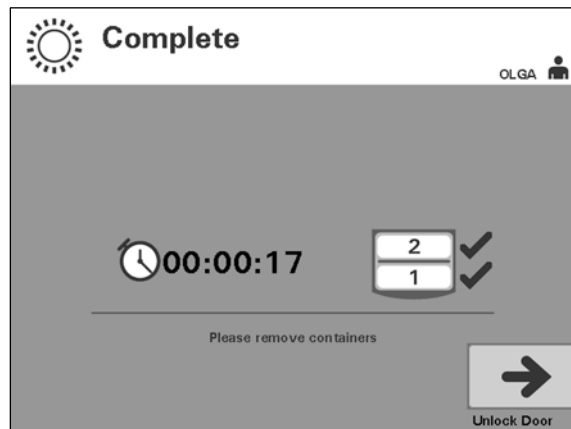 Complete
OLGA
00:00:17
2
1
Please remove containers
Unlock Door